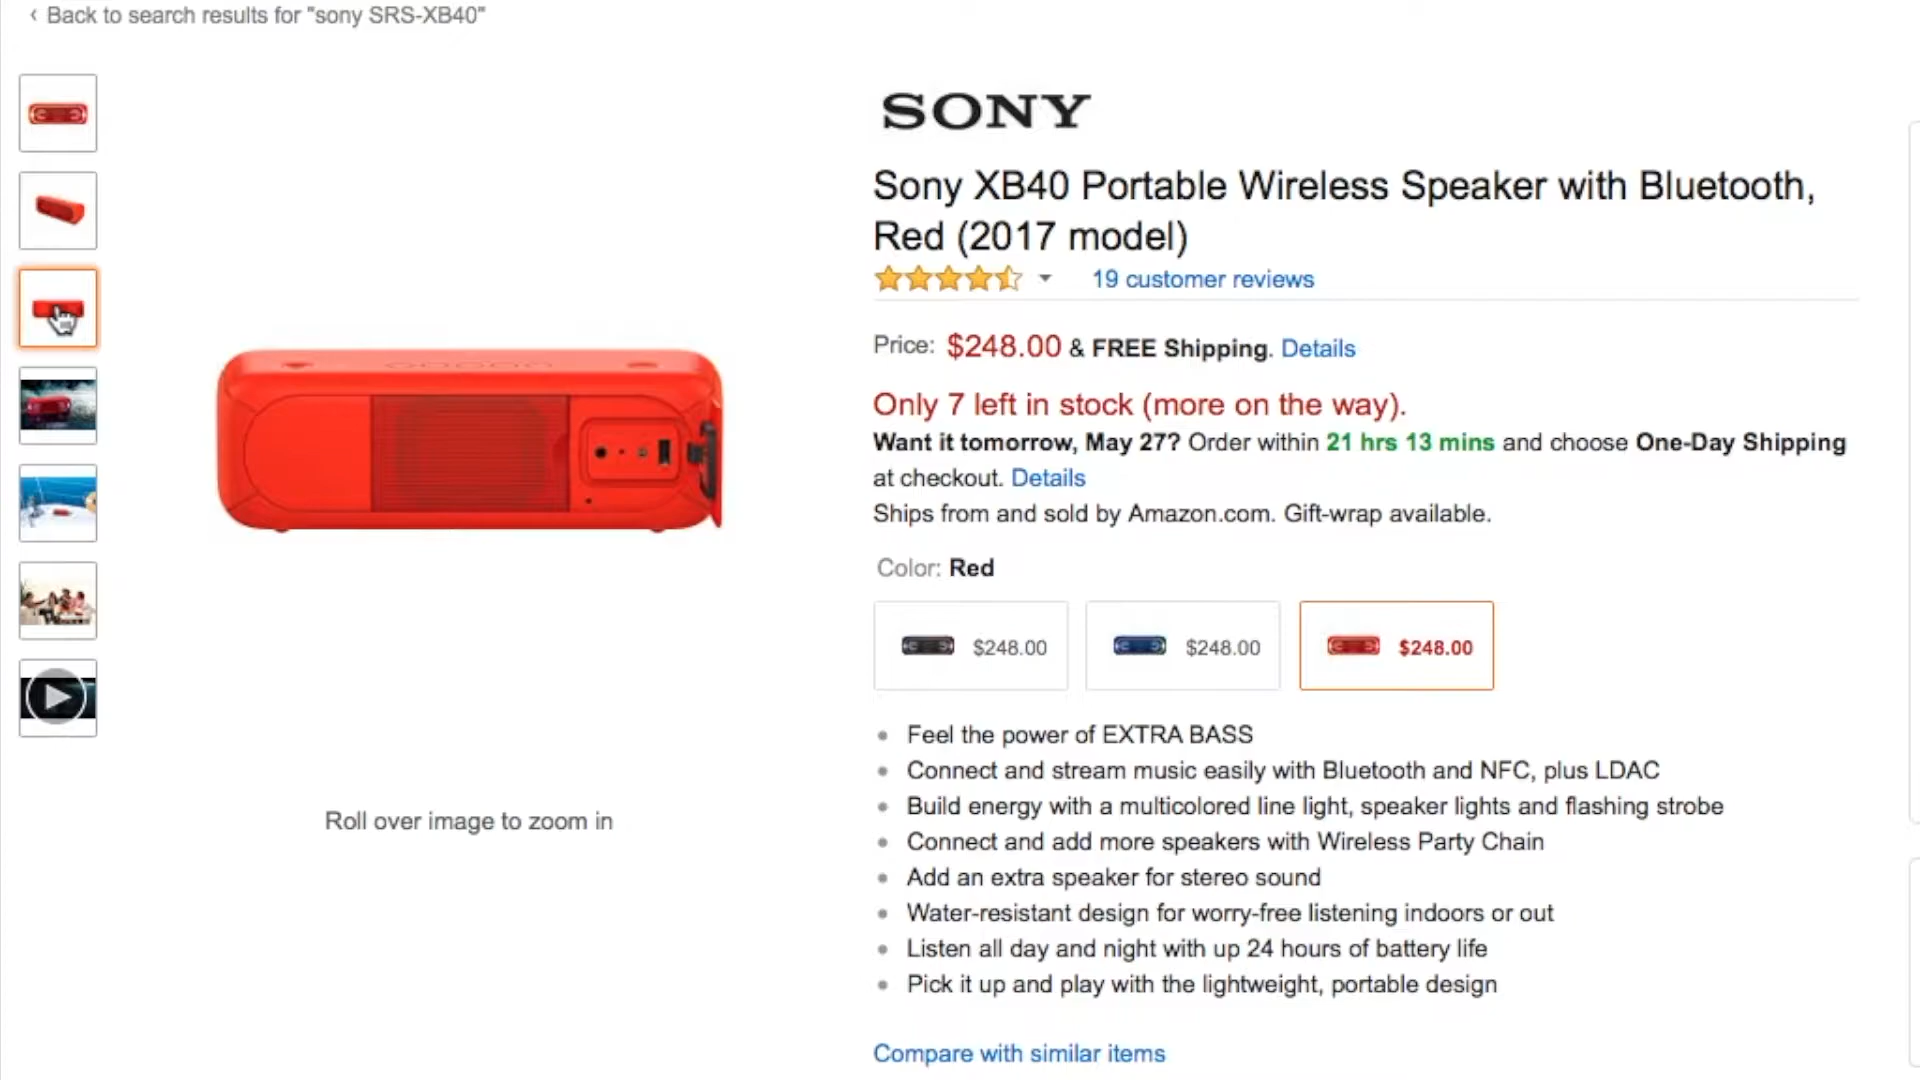 ‹ Back to search results for "sony SRS-XB40"
SONY
Sony XB40 Portable Wireless Speaker with Bluetooth,
Red (2017 model)
19 customer reviews
Price: $248.00 & FREE Shipping. Details
Only 7 left in stock (more on the way).
Want it tomorrow, May 27? Order within 21 hrs 13 mins and choose One-Day Shipping
at checkout. Details
Ships from and sold by Amazon.com. Gift-wrap available.
Color: Red
$248.00 $248.00 $248.00
Feel the power of EXTRA BASS
Connect and stream music easily with Bluetooth and NFC, plus LDAC
Build energy with a multicolored line light, speaker lights and flashing strobe
Connect and add more speakers with Wireless Party Chain
Add an extra speaker for stereo sound
Water-resistant design for worry-free listening indoors or out
Listen all day and night with up 24 hours of battery life
Pick it up and play with the lightweight, portable design
Roll over image to zoom in
Compare with similar items